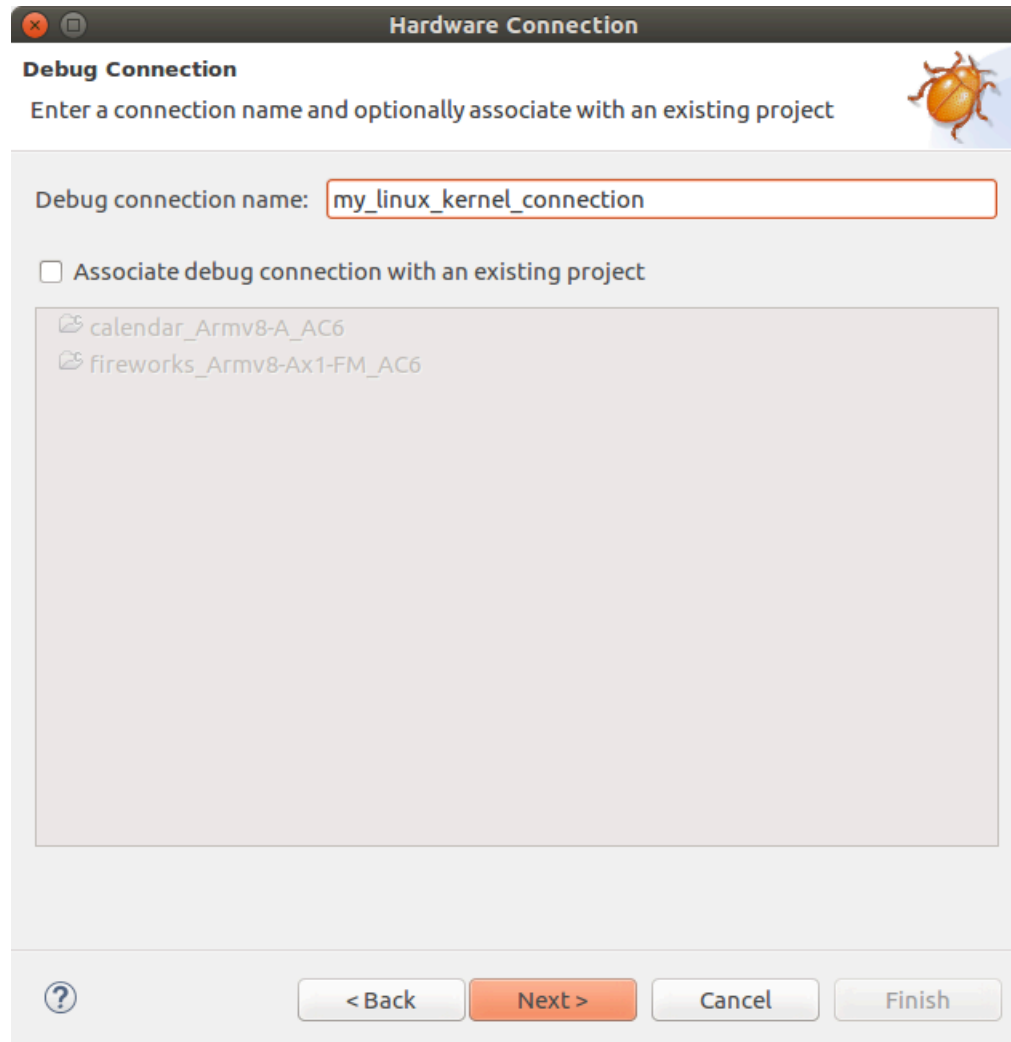 Hardware Connection
Debug Connection
Enter a connection name and optionally associate with an existing project
Debug connection name: my_linux_kernel_connection
Associate debug connection with an existing project
calendar_Armv8-A_AC6
fireworks_Armv8-Ax1-FM_AC6
? < Back Next > Cancel Finish